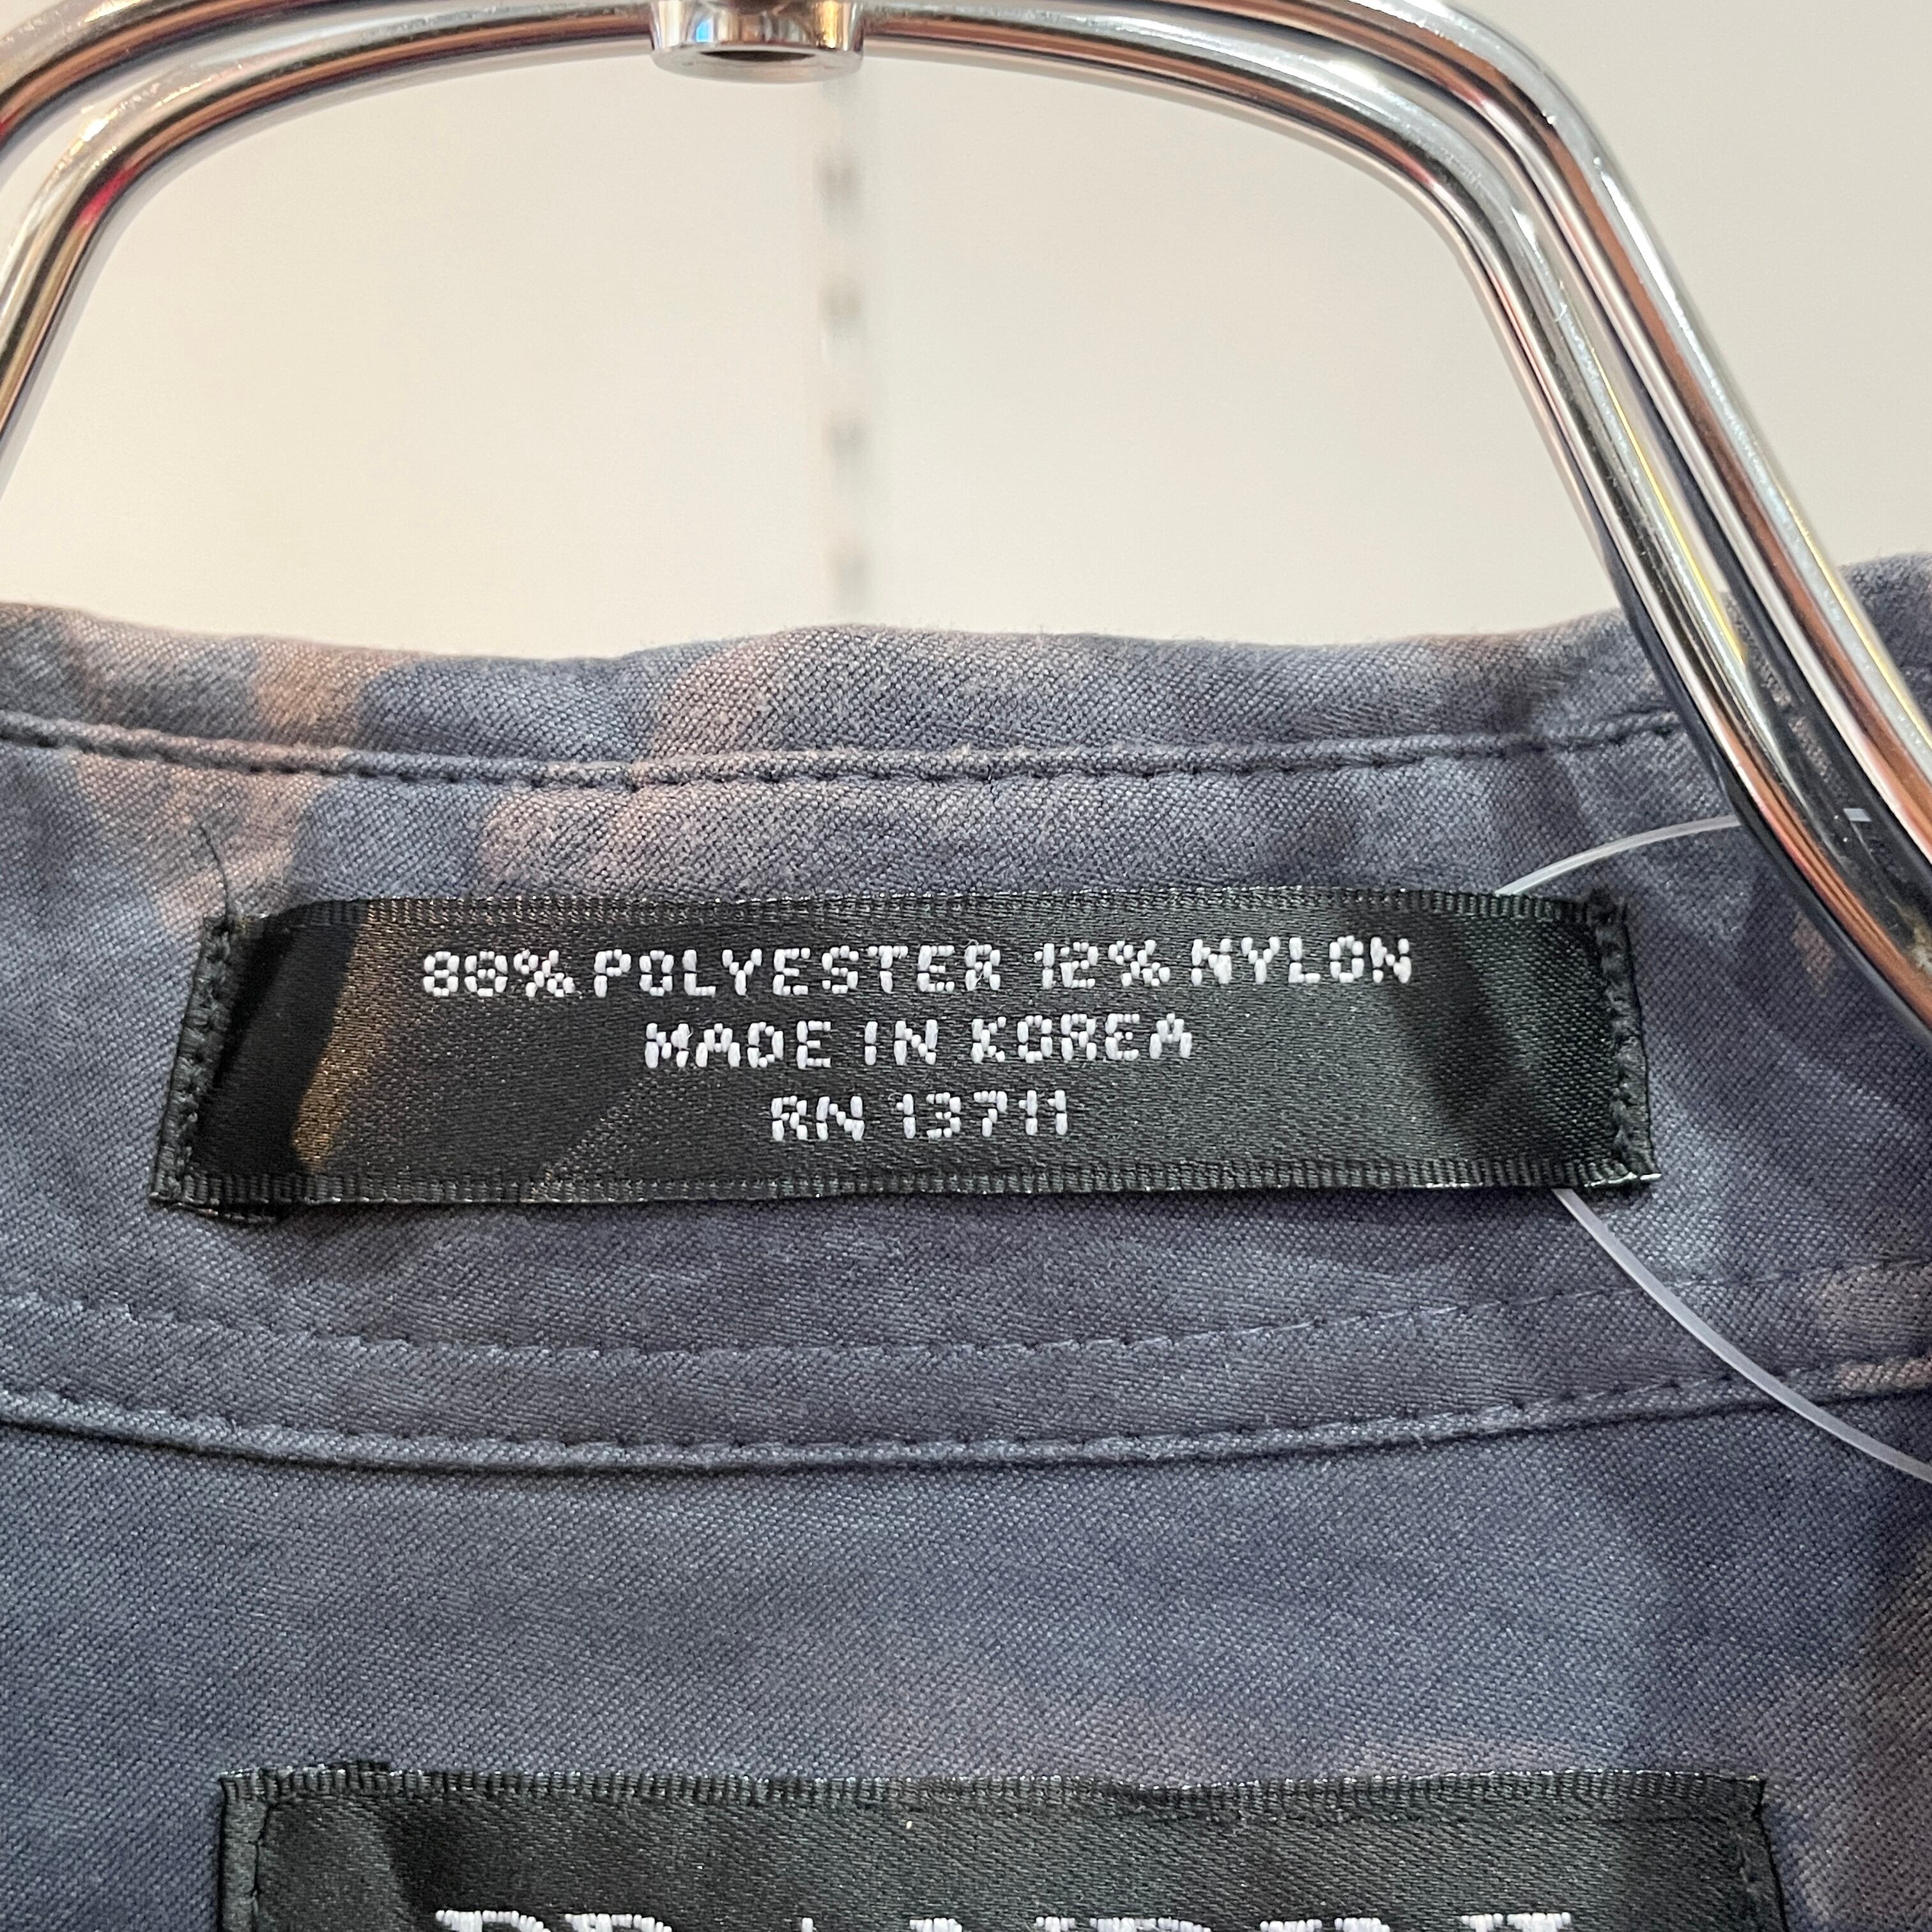 88% POLYESTER 12% NYLON
MADE IN KOREA
RN 13711